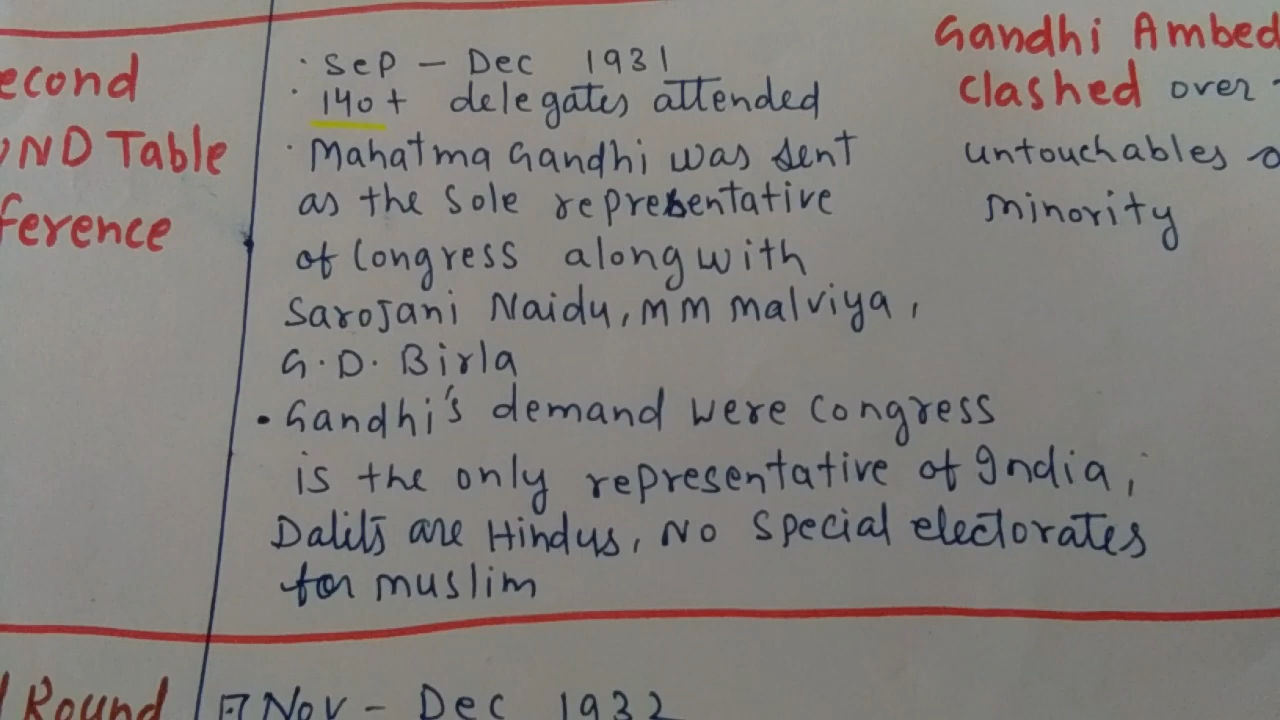 econd
ND Table
ference
· Sep - Dec 1931
· 140+ delegates attended
· Mahatma Gandhi was sent
as the sole representative
of Congress along with
Sarojani Naidu, MM Malviya,
G.D. Birla
• Gandhi's demand were Congress
is the only representative of India,
Dalits are Hindus, No special electorates
for muslim
Gandhi Ambed
clashed over
untouchables
minority
Round
Nov - Dec 1932